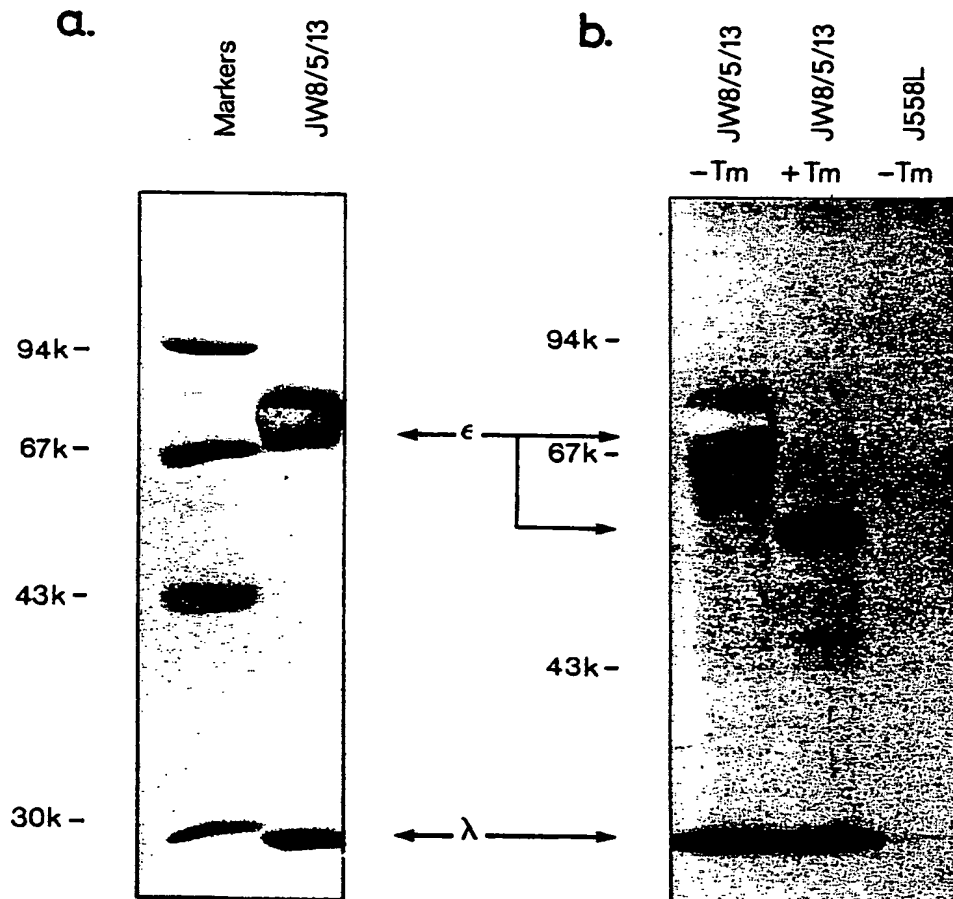 a.
Markers
JW8/5/13
94k -
67k -
43k -
30k -
ϵ
λ
b.
JW8/5/13
JW8/5/13
J558L
-Tm
+Tm
-Tm
94k -
67k -
43k -